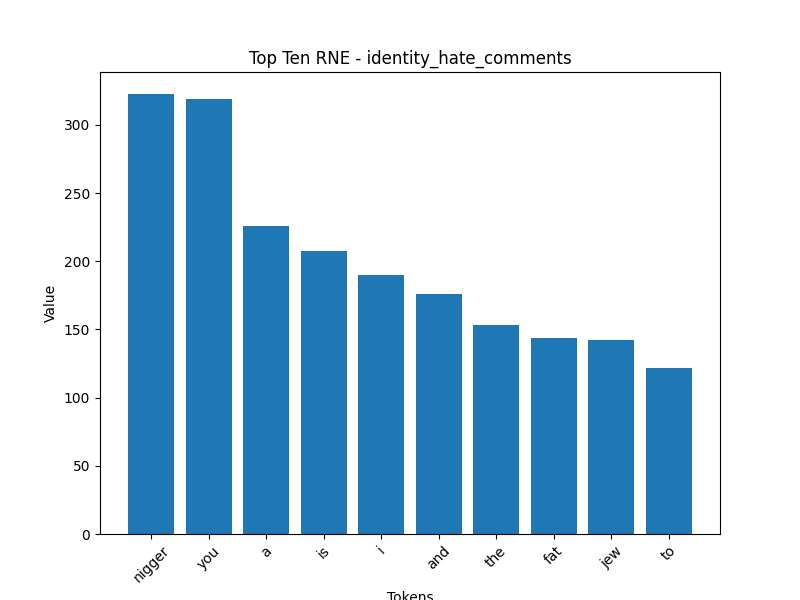 Top Ten RNE - identity_hate_comments
Value
300
250
200
150
100
50
0
nigger you a is i and the fat jew to
Tokens